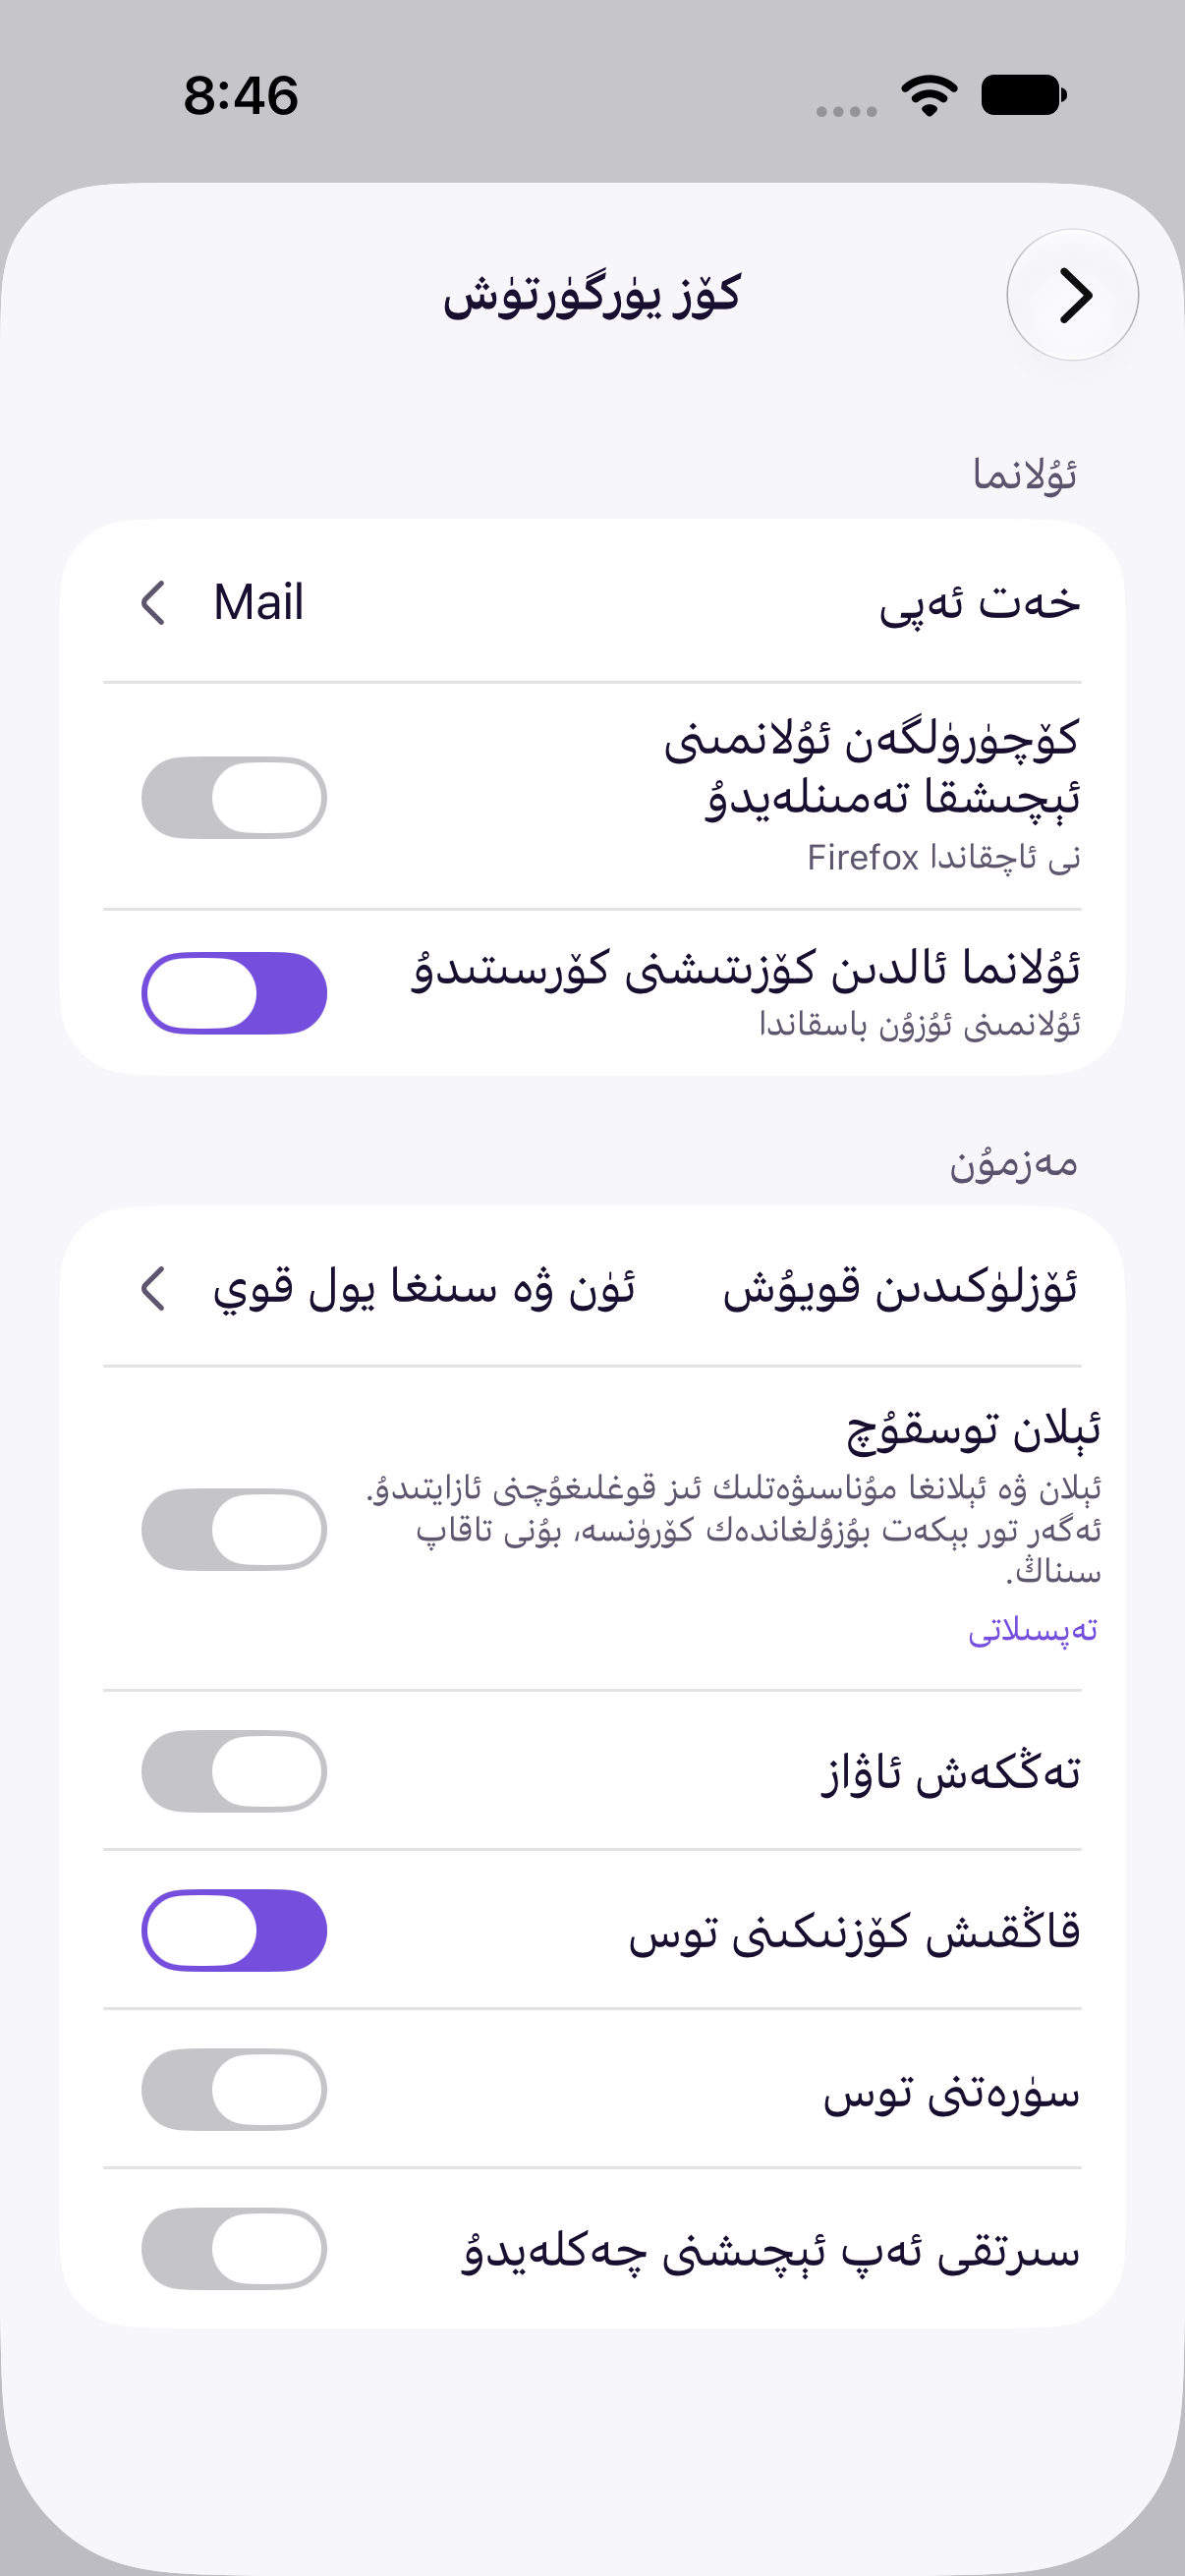 8:46
كۆز يۈرگۈرتۈش
ئۇلانما
خەت ئەپى
Mail
كۆچۈرۈلگەن ئۇلانمىنى
ئېچىشقا تەمىنلەيدۇ
نى ئاچقاندا Firefox
ئۇلانما ئالدىن كۆزىتىشنى كۆرسىتىدۇ
ئۇلانمىنى ئۇزۇن باسقاندا
مەزمۇن
ئۆزلۈكىدىن قويۇش
ئۈن ۋە سىنغا يول قوي
ئېلان توسقۇچ
ئېلان ۋە ئېلانغا مۇناسىۋەتلىك ئىز قوغلىغۇچنى ئازايتىدۇ.
ئەگەر تور بېكەت بۇزۇلغاندەك كۆرۈنسە، بۇنى تاقاپ
سىناڭ.
تەپسىلاتى
تەڭكەش ئاۋاز
قاڭقىش كۆزنىكىنى توس
سۈرەتنى توس
سىرتقى ئەپ ئېچىشنى چەكلەيدۇ